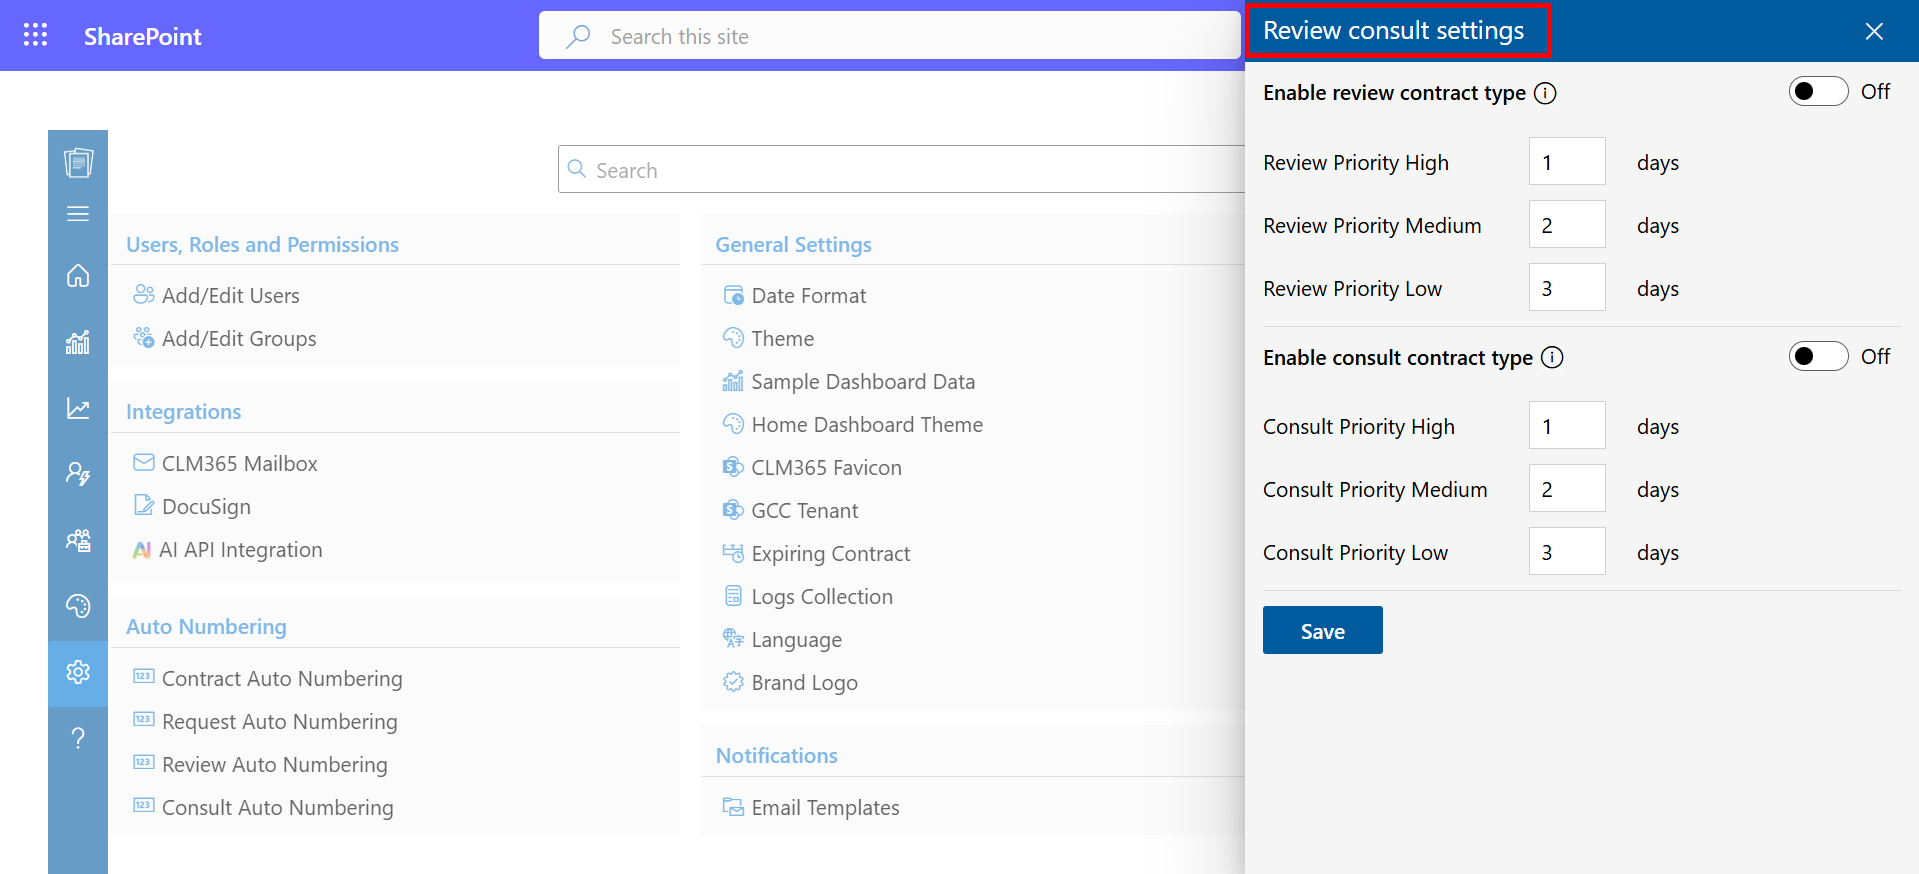 SharePoint
Search this site
Review consult settings
Enable review contract type
Off
Review Priority High 1 days
Review Priority Medium 2 days
Review Priority Low 3 days
Enable consult contract type
Off
Consult Priority High 1 days
Consult Priority Medium 2 days
Consult Priority Low 3 days
Save
Search
Users, Roles and Permissions
Add/Edit Users
Add/Edit Groups
Integrations
CLM365 Mailbox
DocuSign
AI AI API Integration
Auto Numbering
123 Contract Auto Numbering
123 Request Auto Numbering
123 Review Auto Numbering
123 Consult Auto Numbering
General Settings
Date Format
Theme
Sample Dashboard Data
Home Dashboard Theme
CLM365 Favicon
GCC Tenant
Expiring Contract
Logs Collection
Language
Brand Logo
Notifications
Email Templates